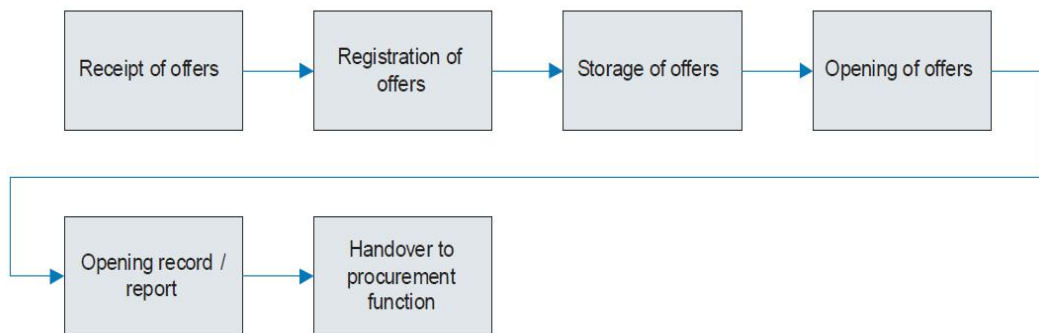 Receipt of offers
Registration of
offers
Storage of offers
Opening of offers
Opening record /
report
Handover to
procurement
function